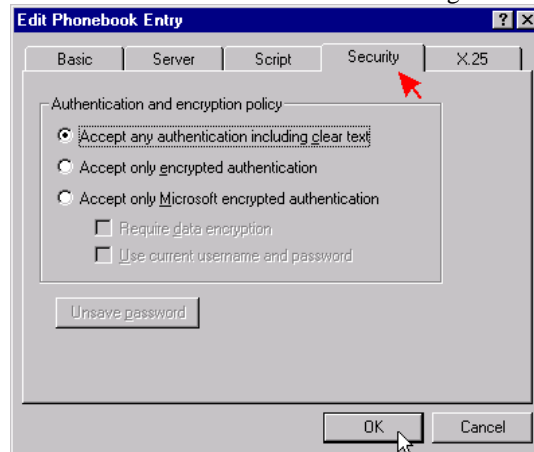 Edit Phonebook Entry
Basic Server Script Security X.25
Authentication and encryption policy
Accept any authentication including clear text
Accept only encrypted authentication
Accept only Microsoft encrypted authentication
Require data encryption
Use current username and password
Unsave password
OK Cancel